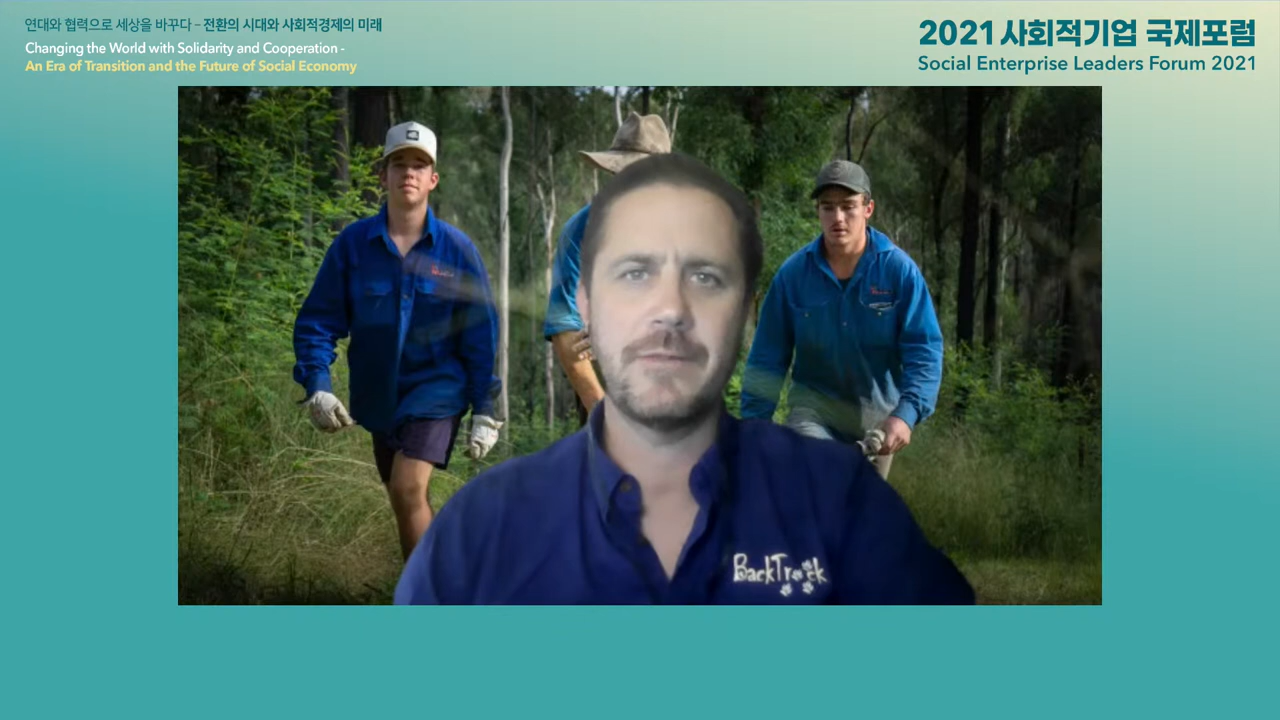 연대와 협력으로 세상을 바꾸다 - 전환의 시대와 사회적경제의 미래
Changing the World with Solidarity and Cooperation -
An Era of Transition and the Future of Social Economy
2021 사회적기업 국제포럼
Social Enterprise Leaders Forum 2021
BackTrack